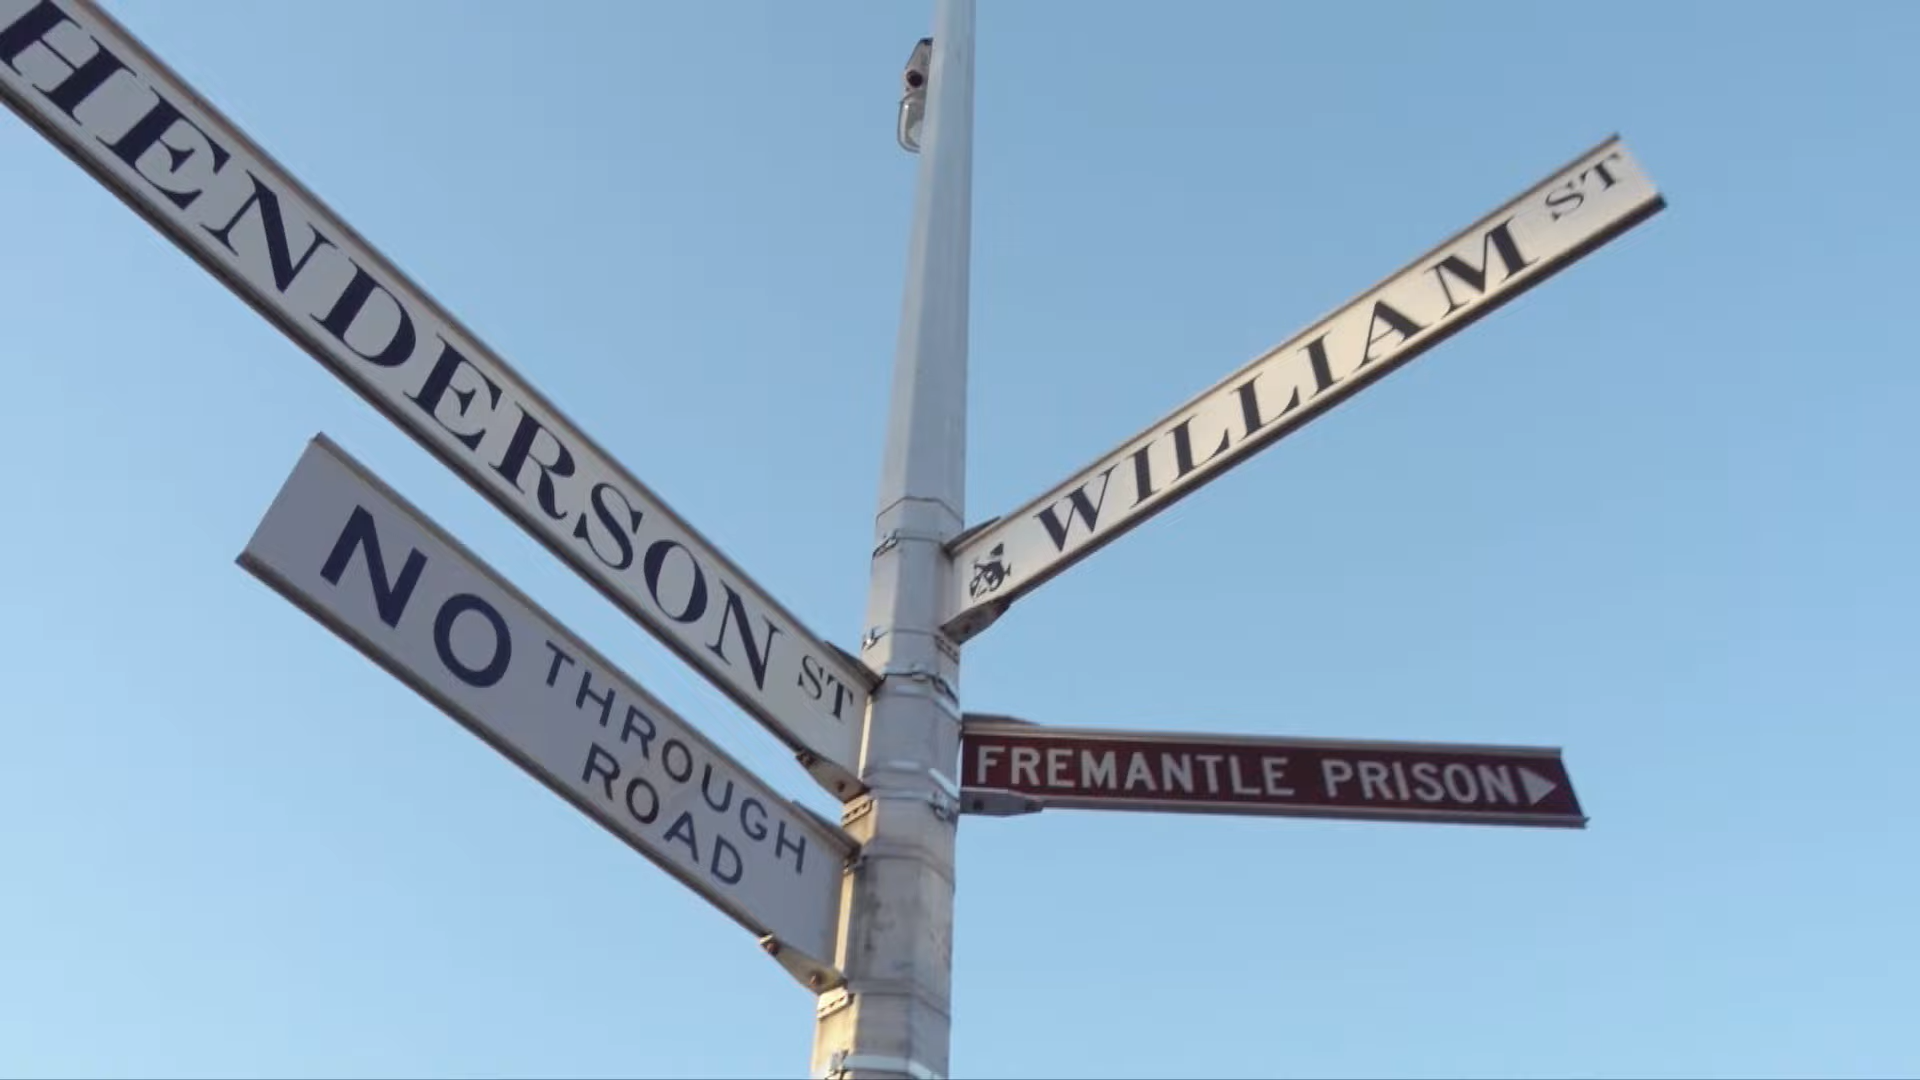 HENDERSON ST
NO THROUGH
ROAD
WILLIAM ST
FREMANTLE PRISON